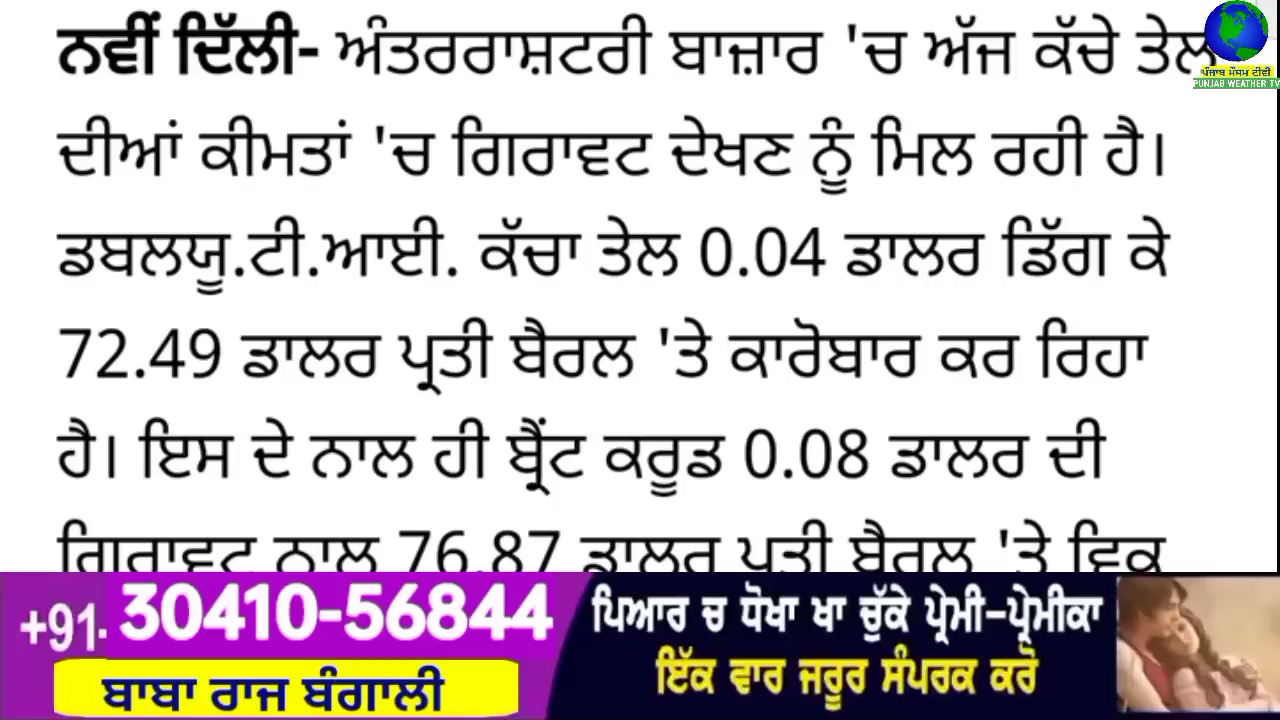 ਨਵੀਂ ਦਿੱਲੀ- ਅੰਤਰਰਾਸ਼ਟਰੀ ਬਾਜ਼ਾਰ 'ਚ ਅੱਜ ਕੱਚੇ ਤੇਲ
ਪੰਜਾਬ ਮੌਸਮ ਟੀਵੀ
PUNJAB WEATHER TV
ਦੀਆਂ ਕੀਮਤਾਂ 'ਚ ਗਿਰਾਵਟ ਦੇਖਣ ਨੂੰ ਮਿਲ ਰਹੀ ਹੈ।
ਡਬਲਯੂ.ਟੀ.ਆਈ. ਕੱਚਾ ਤੇਲ 0.04 ਡਾਲਰ ਡਿੱਗ ਕੇ
72.49 ਡਾਲਰ ਪ੍ਰਤੀ ਬੈਰਲ 'ਤੇ ਕਾਰੋਬਾਰ ਕਰ ਰਿਹਾ
ਹੈ। ਇਸ ਦੇ ਨਾਲ ਹੀ ਬ੍ਰੈਂਟ ਕਰੂਡ 0.08 ਡਾਲਰ ਦੀ
ਗਿਰਾਵਟ ਨਾਲ 76.87 ਡਾਲਰ ਪ੍ਰਤੀ ਬੈਰਲ 'ਤੇ ਵਿਕ
+91- 30410-56844
ਬਾਬਾ ਰਾਜ ਬੰਗਾਲੀ
ਪਿਆਰ ਚ ਧੋਖਾ ਖਾ ਚੁੱਕੇ ਪ੍ਰੇਮੀ-ਪ੍ਰੇਮੀਕਾ
ਇੱਕ ਵਾਰ ਜਰੂਰ ਸੰਪਰਕ ਕਰੋ